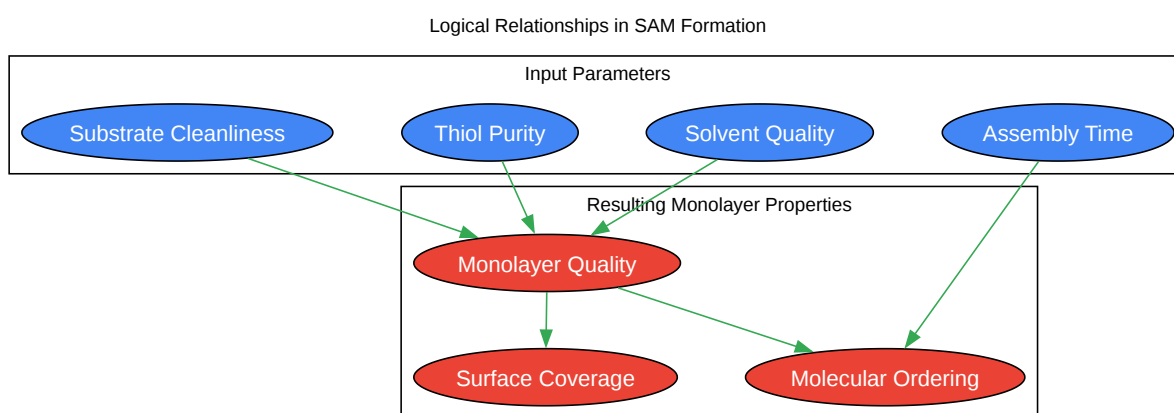 Logical Relationships in SAM Formation
Input Parameters
Substrate Cleanliness
Thiol Purity
Solvent Quality
Assembly Time
Resulting Monolayer Properties
Monolayer Quality
Surface Coverage
Molecular Ordering